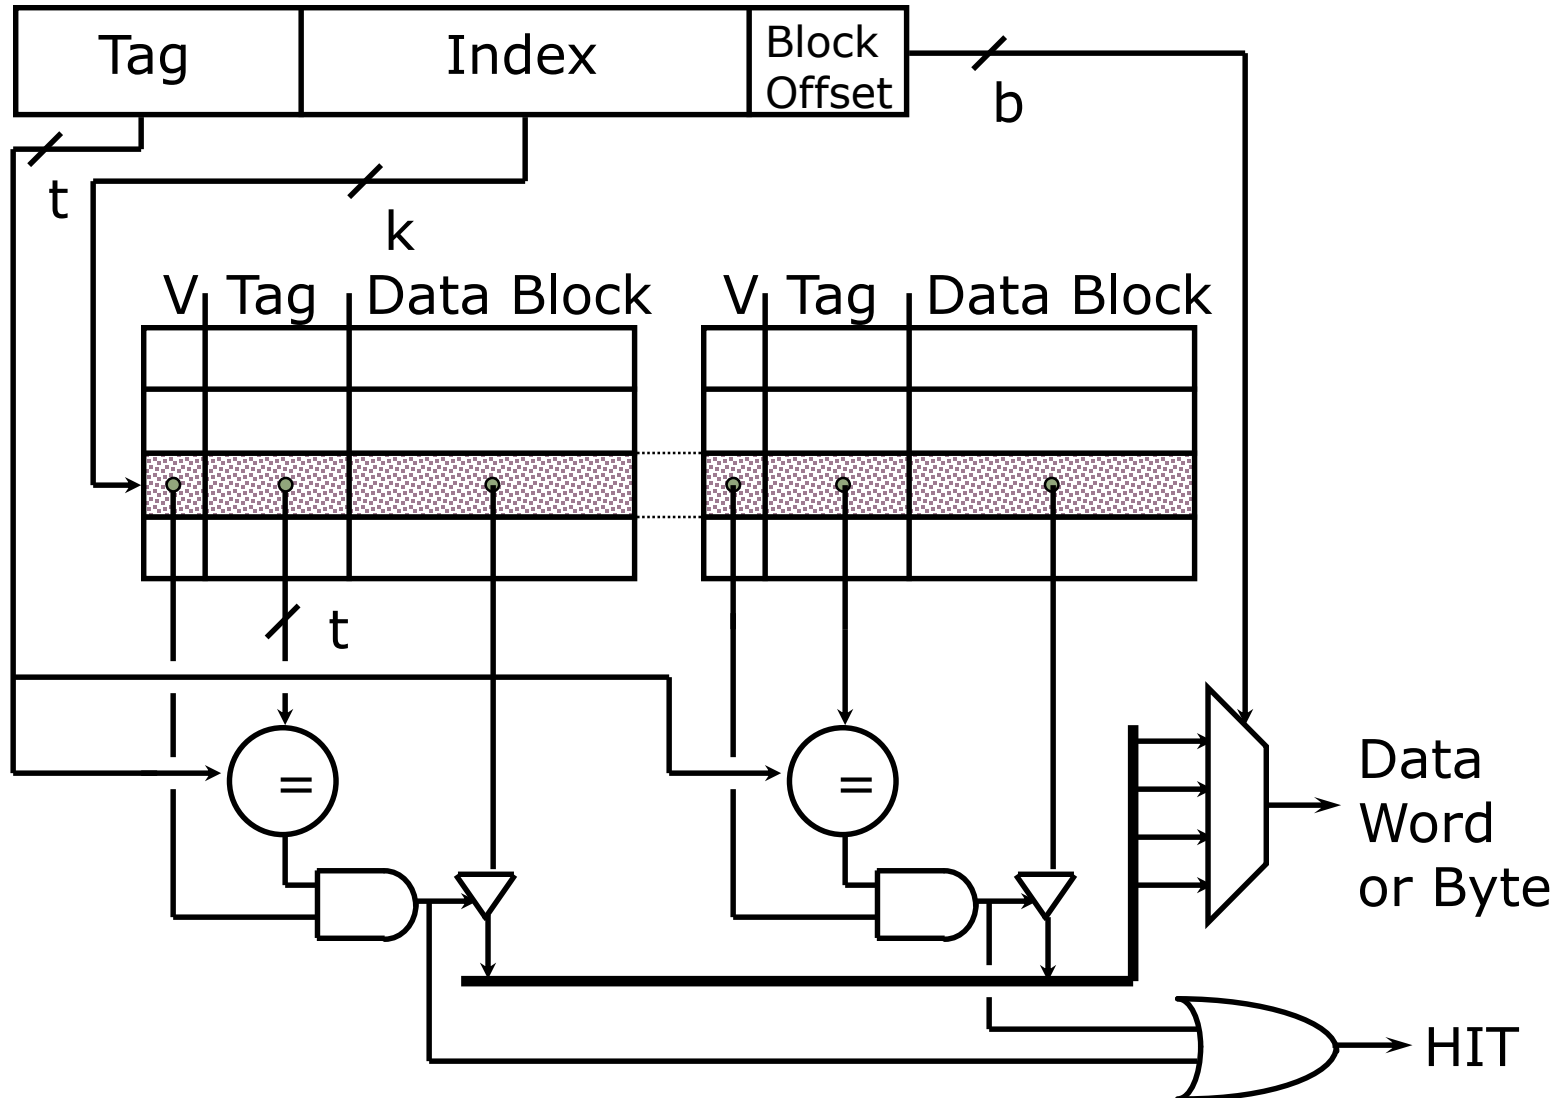 Tag
Index
Block
Offset
b
t
k
V Tag Data Block
V Tag Data Block
t
=
=
Data
Word
or Byte
HIT